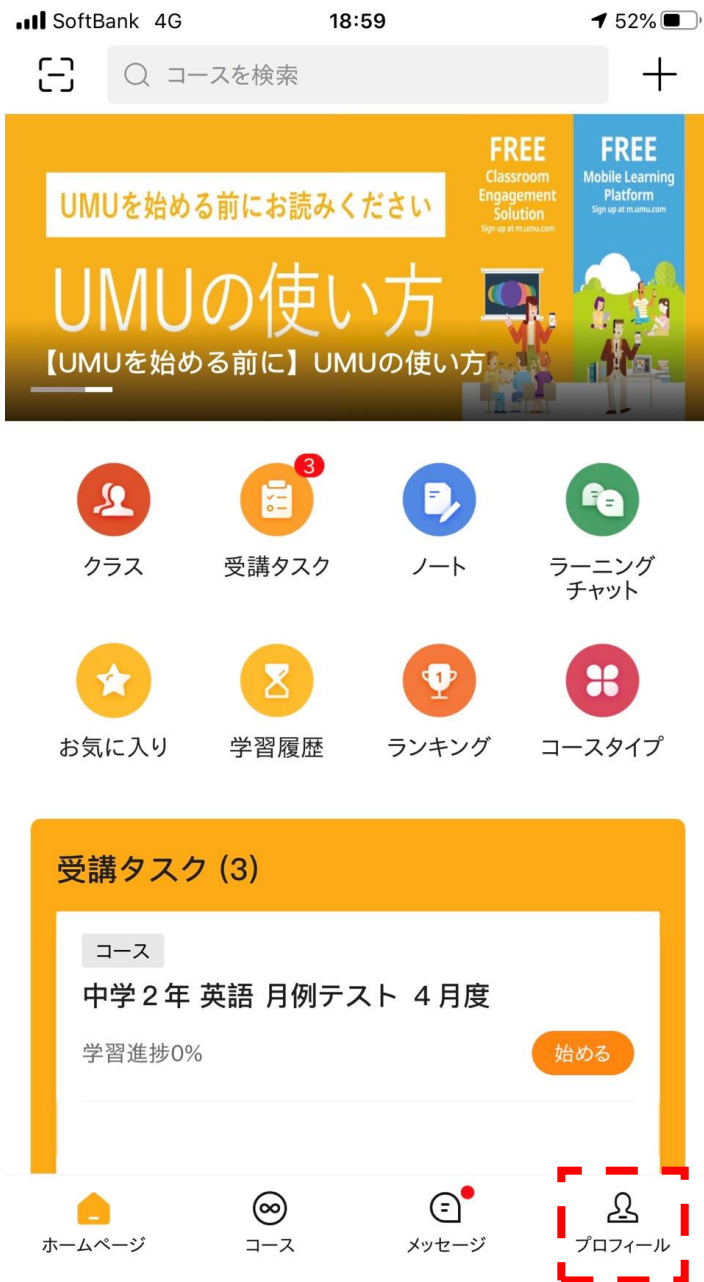 SoftBank 4G 18:59 52%
コースを検索
FREE
Classroom
Engagement
Solution
Sign up at m.umu.com
FREE
Mobile Learning
Platform
Sign up at m.umu.com
UMUを始める前にお読みください
UMUの使い方
【UMUを始める前に】UMUの使い方
3
クラス
受講タスク
ノート
ラーニング
チャット
1
お気に入り
学習履歴
ランキング
コースタイプ
受講タスク (3)
コース
中学２年 英語 月例テスト ４月度
学習進捗0%
始める
ホームページ
コース
メッセージ
プロフィール